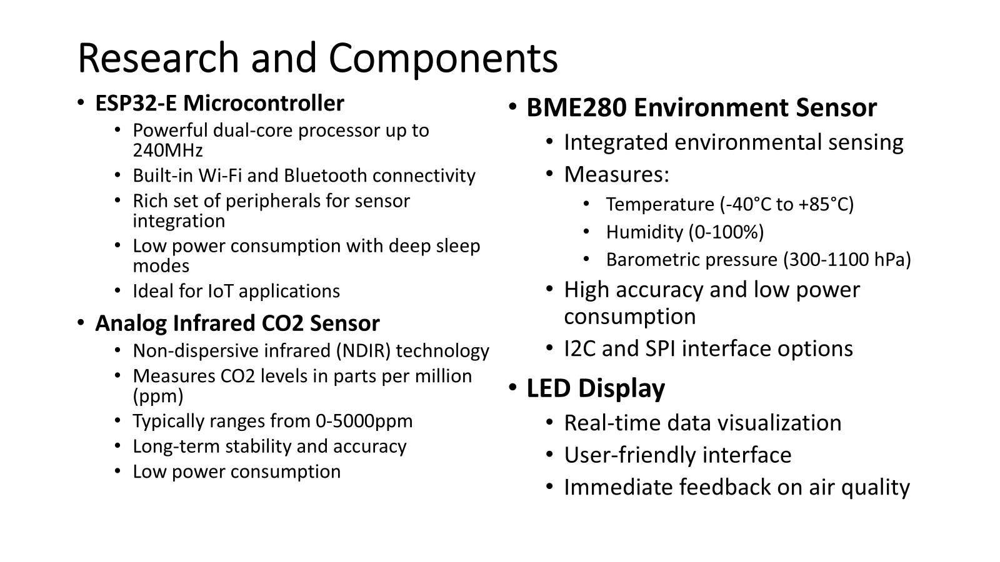 Research and Components
• ESP32-E Microcontroller
• Powerful dual-core processor up to
240MHz
• Built-in Wi-Fi and Bluetooth connectivity
• Rich set of peripherals for sensor
integration
• Low power consumption with deep sleep
modes
• Ideal for IoT applications
• Analog Infrared CO2 Sensor
• Non-dispersive infrared (NDIR) technology
• Measures CO2 levels in parts per million
(ppm)
• Typically ranges from 0-5000ppm
• Long-term stability and accuracy
• Low power consumption
• BME280 Environment Sensor
• Integrated environmental sensing
• Measures:
• Temperature (-40°C to +85°C)
• Humidity (0-100%)
• Barometric pressure (300-1100 hPa)
• High accuracy and low power
consumption
• I2C and SPI interface options
• LED Display
• Real-time data visualization
• User-friendly interface
• Immediate feedback on air quality